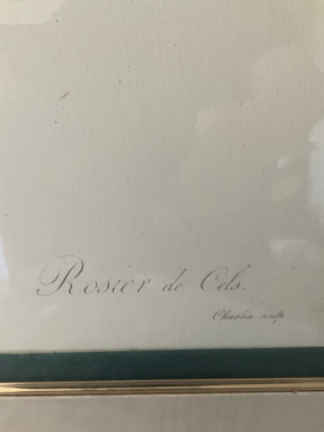 Rosier de Cels.
Charlin sculp.